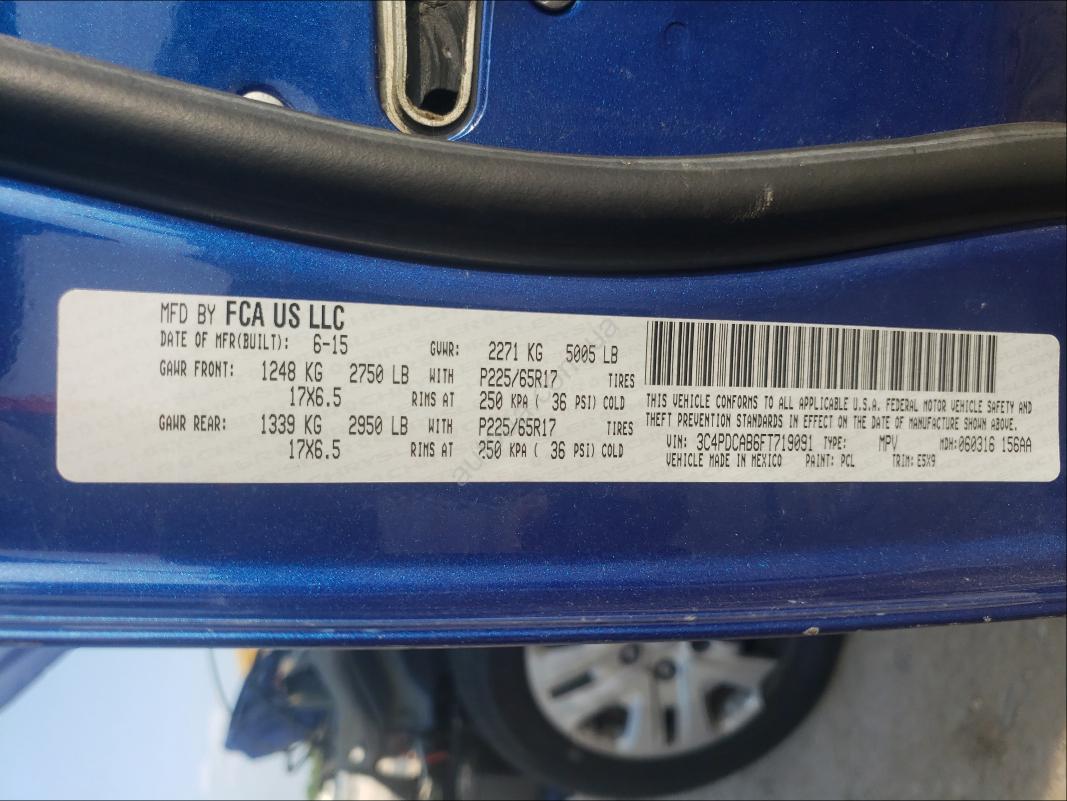 MFD BY FCA US LLC
DATE OF MFR(BUILT): 6-15 GVWR: 2271 KG 5005 LB
GAWR FRONT: 1248 KG 2750 LB WITH P225/65R17 TIRES
17X6.5 RIMS AT 250 KPA ( 36 PSI) COLD
GAWR REAR: 1339 KG 2950 LB WITH P225/65R17 TIRES
17X6.5 RIMS AT 250 KPA ( 36 PSI) COLD
THIS VEHICLE CONFORMS TO ALL APPLICABLE U.S.A. FEDERAL MOTOR VEHICLE SAFETY AND
THEFT PREVENTION STANDARDS IN EFFECT ON THE DATE OF MANUFACTURE SHOWN ABOVE.
VIN: 3C4PDCAB6FT719091 TYPE: MPV MDH:060316 156AA
VEHICLE MADE IN MEXICO PAINT: PCL TRIM: E5X9